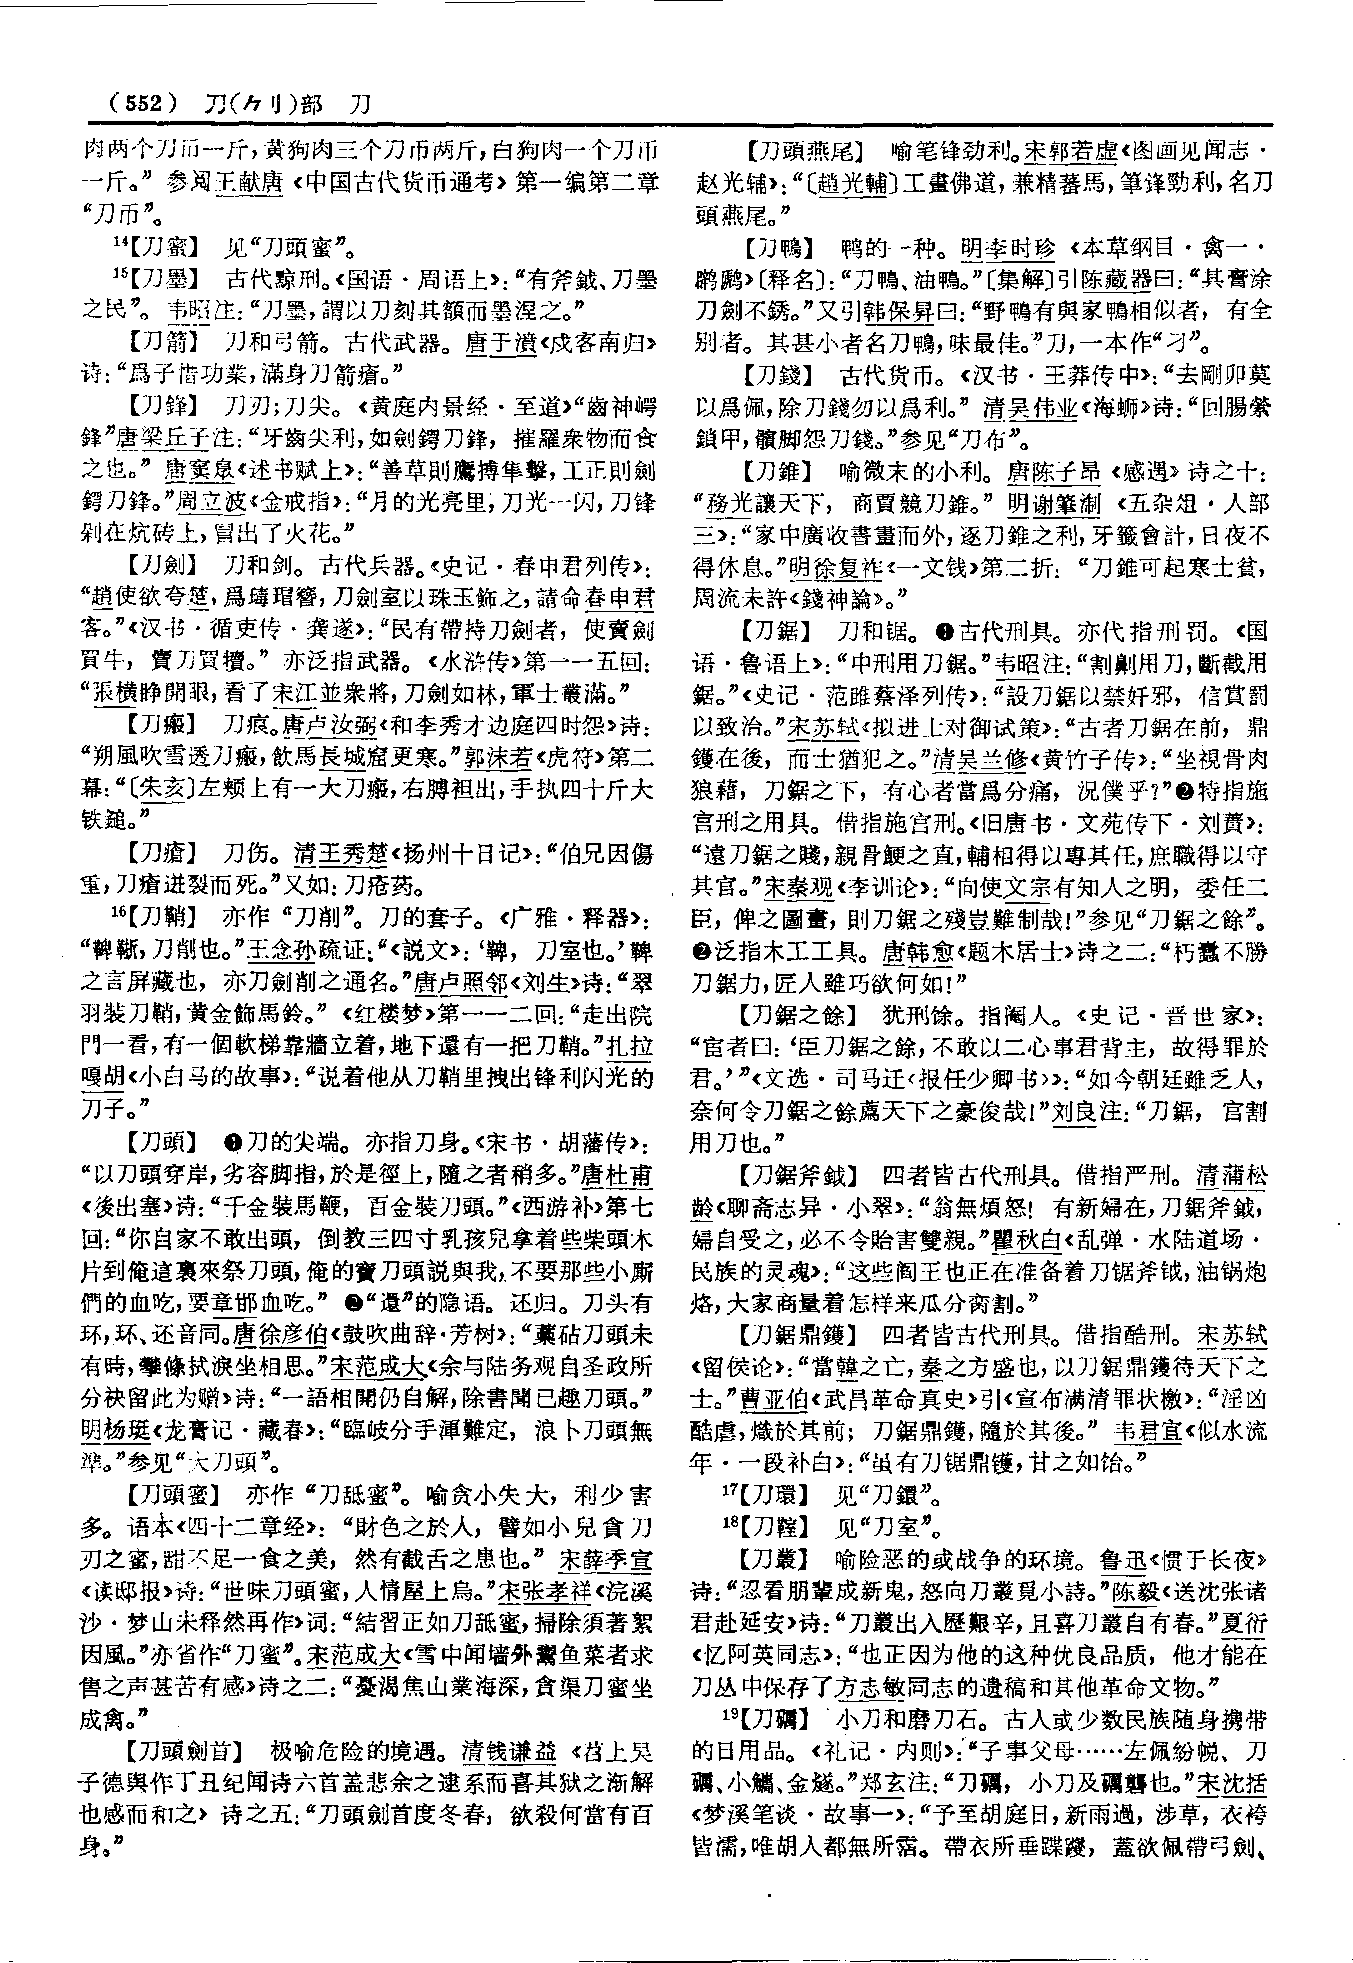 （552） 刀(⺈刂)部 刀
肉两个刀币一斤，黄狗肉三个刀币两斤，白狗肉一个刀币
一斤。” 参阅王献唐《中国古代货币通考》第一编第二章
“刀币”。
14【刀蜜】 见“刀頭蜜”。
15【刀墨】 古代黥刑。《国语·周语上》：“有斧鉞、刀墨
之民”。 韦昭注：“刀墨，謂以刀刻其額而墨涅之。”
【刀箭】 刀和弓箭。古代武器。唐于濆《戍客南归》
诗：“爲子惜功業，滿身刀箭瘡。”
【刀鋒】 刀刃；刀尖。《黄庭内景经·至道》“齒神崿
鋒”唐梁丘子注：“牙齒尖利，如劍鍔刀鋒，摧羅衆物而食
之也。” 唐窦臮《述书赋上》：“善草則鷹搏隼擊，工正則劍
鍔刀鋒。”周立波《金戒指》：“月的光亮里，刀光一闪，刀锋
剁在炕砖上，冒出了火花。”
【刀劍】 刀和剑。古代兵器。《史记·春申君列传》：
“趙使欲夸楚，爲瑇瑁簪，刀劍室以珠玉飾之，請命春申君
客。”《汉书·循吏传·龚遂》：“民有帶持刀劍者，使賣劍
買牛，賣刀買犢。” 亦泛指武器。《水浒传》第一一五回：
“張横睁開眼，看了宋江並衆將，刀劍如林，軍士叢滿。”
【刀瘢】 刀痕。唐卢汝弼《和李秀才边庭四时怨》诗：
“朔風吹雪透刀瘢，飲馬長城窟更寒。”郭沫若《虎符》第二
幕：“〔朱亥〕左颊上有一大刀瘢，右膊袒出，手执四十斤大
铁鎚。”
【刀瘡】 刀伤。清王秀楚《扬州十日记》：“伯兄因傷
重，刀瘡迸裂而死。”又如：刀疮药。
16【刀鞘】 亦作“刀削”。刀的套子。《广雅·释器》：
“鞞䩛，刀削也。”王念孙疏证：“《説文》：‘鞞，刀室也。’鞞
之言屏藏也，亦刀劍削之通名。”唐卢照邻《刘生》诗：“翠
羽装刀鞘，黄金飾馬鈴。” 《红楼梦》第一一二回：“走出院
門一看，有一個軟梯靠牆立着，地下還有一把刀鞘。”扎拉
嘎胡《小白马的故事》：“说着他从刀鞘里拽出锋利闪光的
刀子。”
【刀頭】 ❶刀的尖端。亦指刀身。《宋书·胡藩传》：
“以刀頭穿岸，劣容脚指，於是徑上，隨之者稍多。”唐杜甫
《後出塞》诗：“千金裝馬鞭，百金裝刀頭。”《西游补》第七
回：“你自家不敢出頭，倒教三四寸乳孩兒拿着些柴頭木
片到俺這裏來祭刀頭，俺的寶刀頭説與我，不要那些小廝
們的血吃，要章邯血吃。” ❷“還”的隐语。还归。刀头有
环，环、还音同。唐徐彦伯《鼓吹曲辞·芳树》：“藁砧刀頭未
有時，攀條拭淚坐相思。”宋范成大《余与陆务观自圣政所
分袂留此为赠》诗：“一語相開仍自解，除書聞已趣刀頭。”
明杨珽《龙膏记·藏春》：“臨岐分手渾難定，浪卜刀頭無
準。”参见“大刀頭”。
【刀頭蜜】 亦作“刀舐蜜”。喻贪小失大，利少害
多。语本《四十二章经》：“財色之於人，譬如小兒貪刀
刃之蜜，甜不足一食之美，然有截舌之患也。” 宋薛季宣
《读邸报》诗：“世味刀頭蜜，人情屋上烏。”宋张孝祥《浣溪
沙·梦山未释然再作》词：“結習正如刀舐蜜，掃除須著絮
因風。”亦省作“刀蜜”。宋范成大《雪中闻墙外鬻鱼菜者求
售之声甚苦有感》诗之二：“憂渴焦山業海深，貪渠刀蜜坐
成禽。”
【刀頭劍首】 极喻危险的境遇。清钱谦益《苕上吴
子德舆作丁丑纪闻诗六首盖悲余之逮系而喜其狱之渐解
也感而和之》诗之五：“刀頭劍首度冬春，欲殺何當有百
身。”
【刀頭燕尾】 喻笔锋劲利。宋郭若虚《图画见闻志·
赵光辅》：“〔趙光輔〕工畫佛道，兼精蕃馬，筆锋勁利，名刀
頭燕尾。”
【刀鴨】 鸭的一种。明李时珍《本草纲目·禽一·
䴙䴘》〔释名〕：“刀鴨、油鴨。”〔集解〕引陈藏器曰：“其膏涂
刀劍不銹。”又引韩保昇曰：“野鴨有與家鴨相似者，有全
别者。其甚小者名刀鴨，味最佳。”刀，一本作“刁”。
【刀錢】 古代货币。《汉书·王莽传中》：“去剛卯莫
以爲佩，除刀錢勿以爲利。” 清吴伟业《海蛳》诗：“回腸縈
鎖甲，髕脚怨刀錢。”参见“刀布”。
【刀錐】 喻微末的小利。唐陈子昂《感遇》诗之十：
“務光讓天下，商賈競刀錐。” 明谢肇淛《五杂俎·人部
三》：“家中廣收書畫而外，逐刀錐之利，牙籤會計，日夜不
得休息。”明徐复祚《一文钱》第二折：“刀錐可起寒士貧，
周流未許《錢神論》。”
【刀鋸】 刀和锯。❶古代刑具。亦代指刑罚。《国
语·鲁语上》：“中刑用刀鋸。”韦昭注：“割劓用刀，斷截用
鋸。”《史记·范雎蔡泽列传》：“設刀鋸以禁奸邪，信賞罰
以致治。”宋苏轼《拟进士对御试策》：“古者刀鋸在前，鼎
鑊在後，而士猶犯之。”清吴兰修《黄竹子传》：“坐視骨肉
狼藉，刀鋸之下，有心者當爲分痛，況僕乎？”❷特指施
宫刑之用具。借指施宫刑。《旧唐书·文苑传下·刘蕡》：
“遠刀鋸之賤，親骨鯁之直，輔相得以專其任，庶職得以守
其官。”宋秦观《李训论》：“向使文宗有知人之明，委任二
臣，俾之圖畫，則刀鋸之殘豈難制哉！”参见“刀鋸之餘”。
❷泛指木工工具。唐韩愈《题木居士》诗之二：“朽蠹不勝
刀鋸力，匠人雖巧欲何如！”
【刀鋸之餘】 犹刑馀。指阉人。《史记·晋世家》：
“宦者曰：‘臣刀鋸之餘，不敢以二心事君背主，故得罪於
君。’”《文选·司马迁〈报任少卿书〉》：“如今朝廷雖乏人，
奈何令刀鋸之餘薦天下之豪俊哉！”刘良注：“刀鋸，宫割
用刀也。”
【刀鋸斧鉞】 四者皆古代刑具。借指严刑。清蒲松
龄《聊斋志异·小翠》：“翁無煩怒！有新婦在，刀鋸斧鉞，
婦自受之，必不令貽害雙親。”瞿秋白《乱弹·水陆道场·
民族的灵魂》：“这些阎王也正在准备着刀锯斧钺，油锅炮
烙，大家商量着怎样来瓜分脔割。”
【刀鋸鼎鑊】 四者皆古代刑具。借指酷刑。宋苏轼
《留侯论》：“當韓之亡，秦之方盛也，以刀鋸鼎鑊待天下之
士。”曹亚伯《武昌革命真史》引《宣布满清罪状檄》：“淫凶
酷虐，熾於其前；刀鋸鼎鑊，隨於其後。” 韦君宜《似水流
年·一段补白》：“虽有刀锯鼎镬，甘之如饴。”
17【刀環】 见“刀鐶”。
18【刀鞓】 见“刀室”。
【刀叢】 喻险恶的或战争的环境。鲁迅《惯于长夜》
诗：“忍看朋輩成新鬼，怒向刀叢覓小詩。”陈毅《送沈张诸
君赴延安》诗：“刀叢出入歷艱辛，且喜刀叢自有春。”夏衍
《忆阿英同志》：“也正因为他的这种优良品质，他才能在
刀丛中保存了方志敏同志的遗稿和其他革命文物。”
19【刀礪】 小刀和磨刀石。古人或少数民族随身携带
的日用品。《礼记·内则》：“子事父母……左佩紛帨、刀
礪、小觿、金燧。”郑玄注：“刀礪，小刀及礪礱也。”宋沈括
《梦溪笔谈·故事一》：“予至胡庭日，新雨過，涉草，衣袴
皆濡，唯胡人都無所霑。帶衣所垂蹀躞，蓋欲佩帶弓劍、